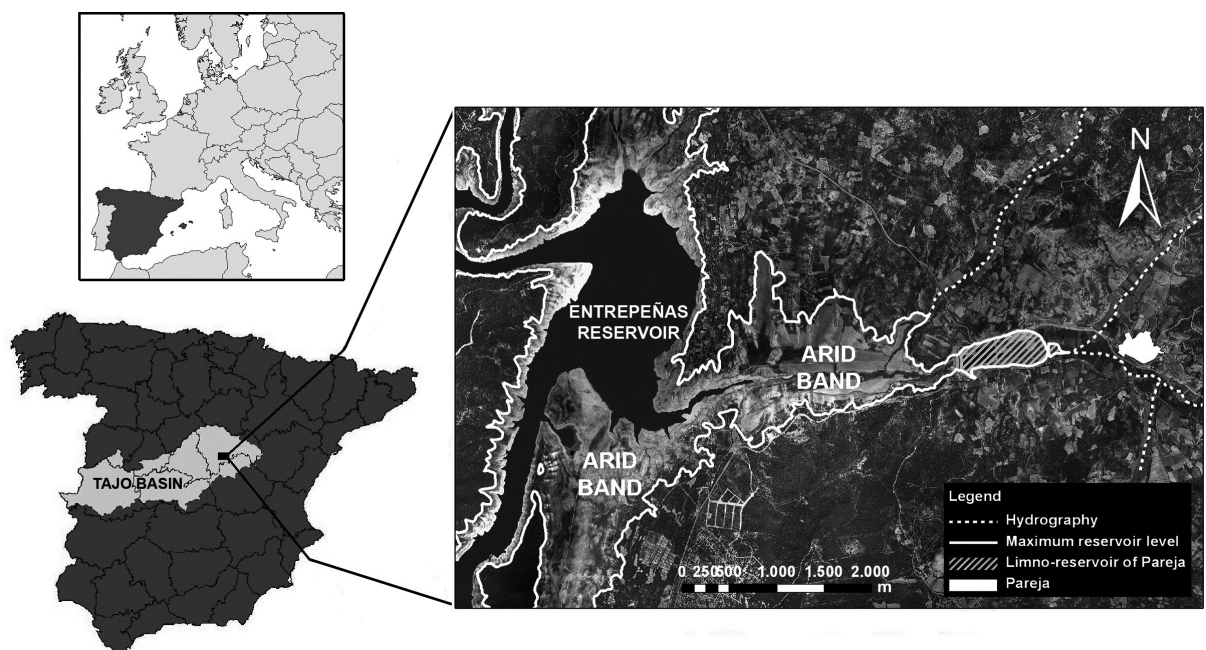 N
ENTREPEÑAS
RESERVOIR
ARID
BAND
TAJO BASIN
ARID
BAND
Legend
Hydrography
Maximum reservoir level
Limno-reservoir of Pareja
Pareja
0 250 500 1.000 1.500 2.000
m